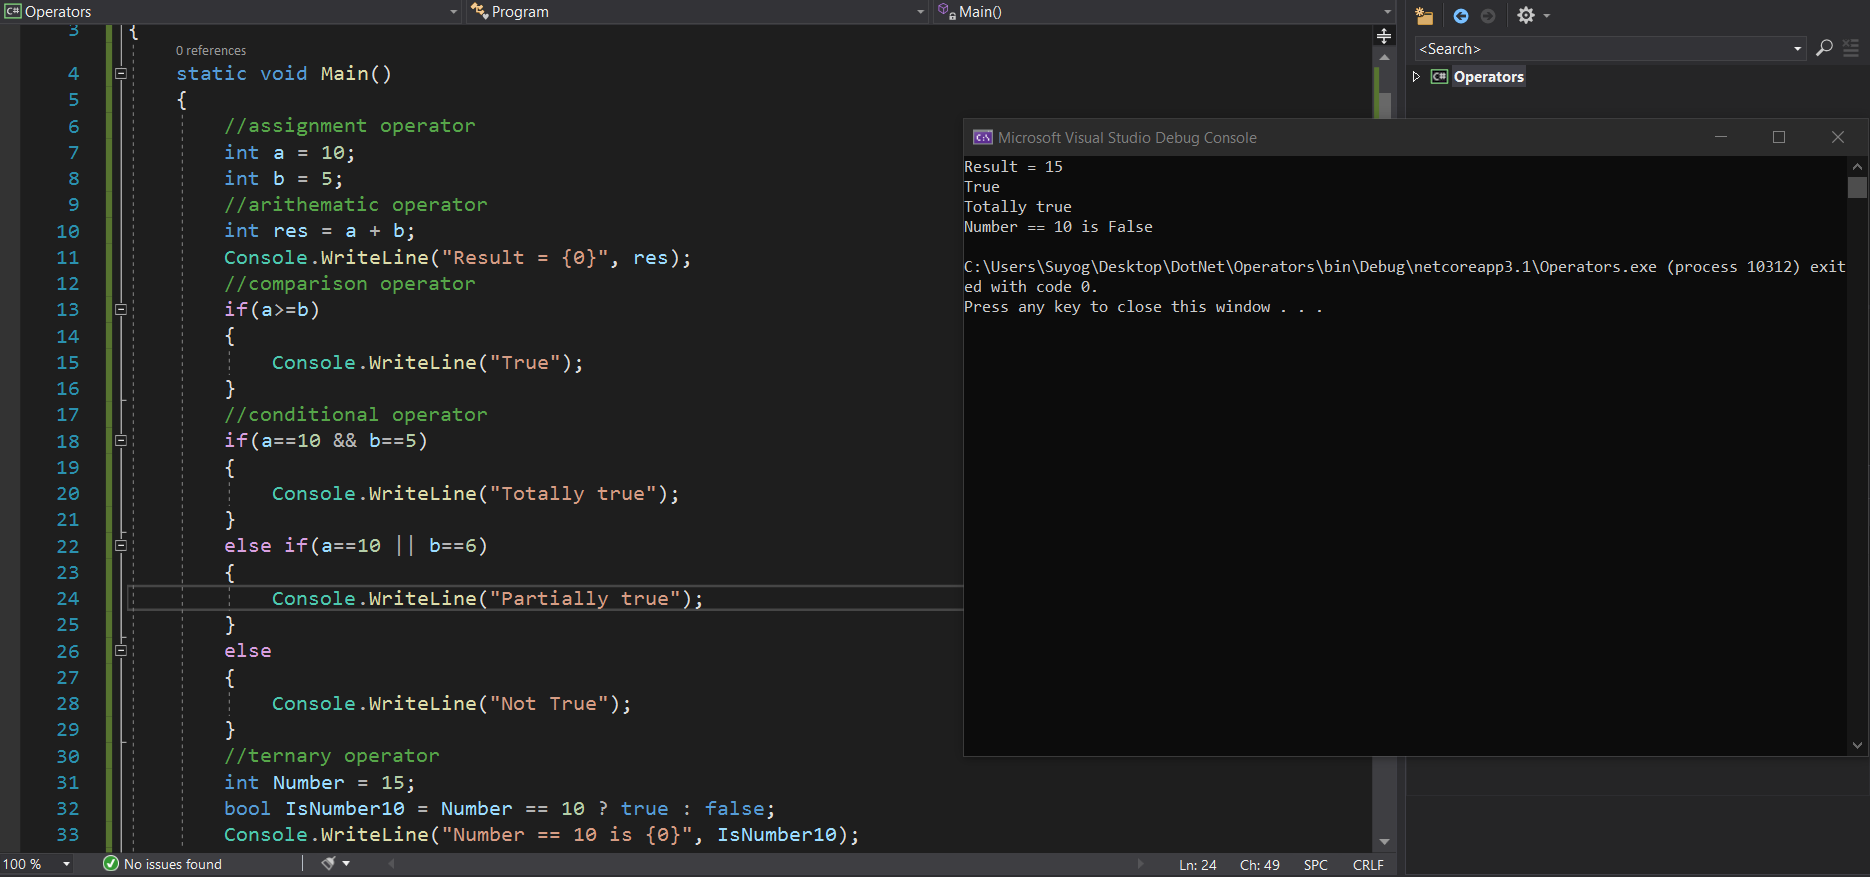 Operators
Program
Main()
3 {
0 references
4 static void Main()
5 {
6 //assignment operator
7 int a = 10;
8 int b = 5;
9 //arithematic operator
10 int res = a + b;
11 Console.WriteLine("Result = {0}", res);
12 //comparison operator
13 if(a>=b)
14 {
15 Console.WriteLine("True");
16 }
17 //conditional operator
18 if(a==10 && b==5)
19 {
20 Console.WriteLine("Totally true");
21 }
22 else if(a==10 || b==6)
23 {
24 Console.WriteLine("Partially true");
25 }
26 else
27 {
28 Console.WriteLine("Not True");
29 }
30 //ternary operator
31 int Number = 15;
32 bool IsNumber10 = Number == 10 ? true : false;
33 Console.WriteLine("Number == 10 is {0}", IsNumber10);
100 %
No issues found
Ln: 24
Ch: 49
SPC
CRLF
<Search>
C# Operators
Microsoft Visual Studio Debug Console
Result = 15
True
Totally true
Number == 10 is False
C:\Users\Suyog\Desktop\DotNet\Operators\bin\Debug\netcoreapp3.1\Operators.exe (process 10312) exit
ed with code 0.
Press any key to close this window . . .